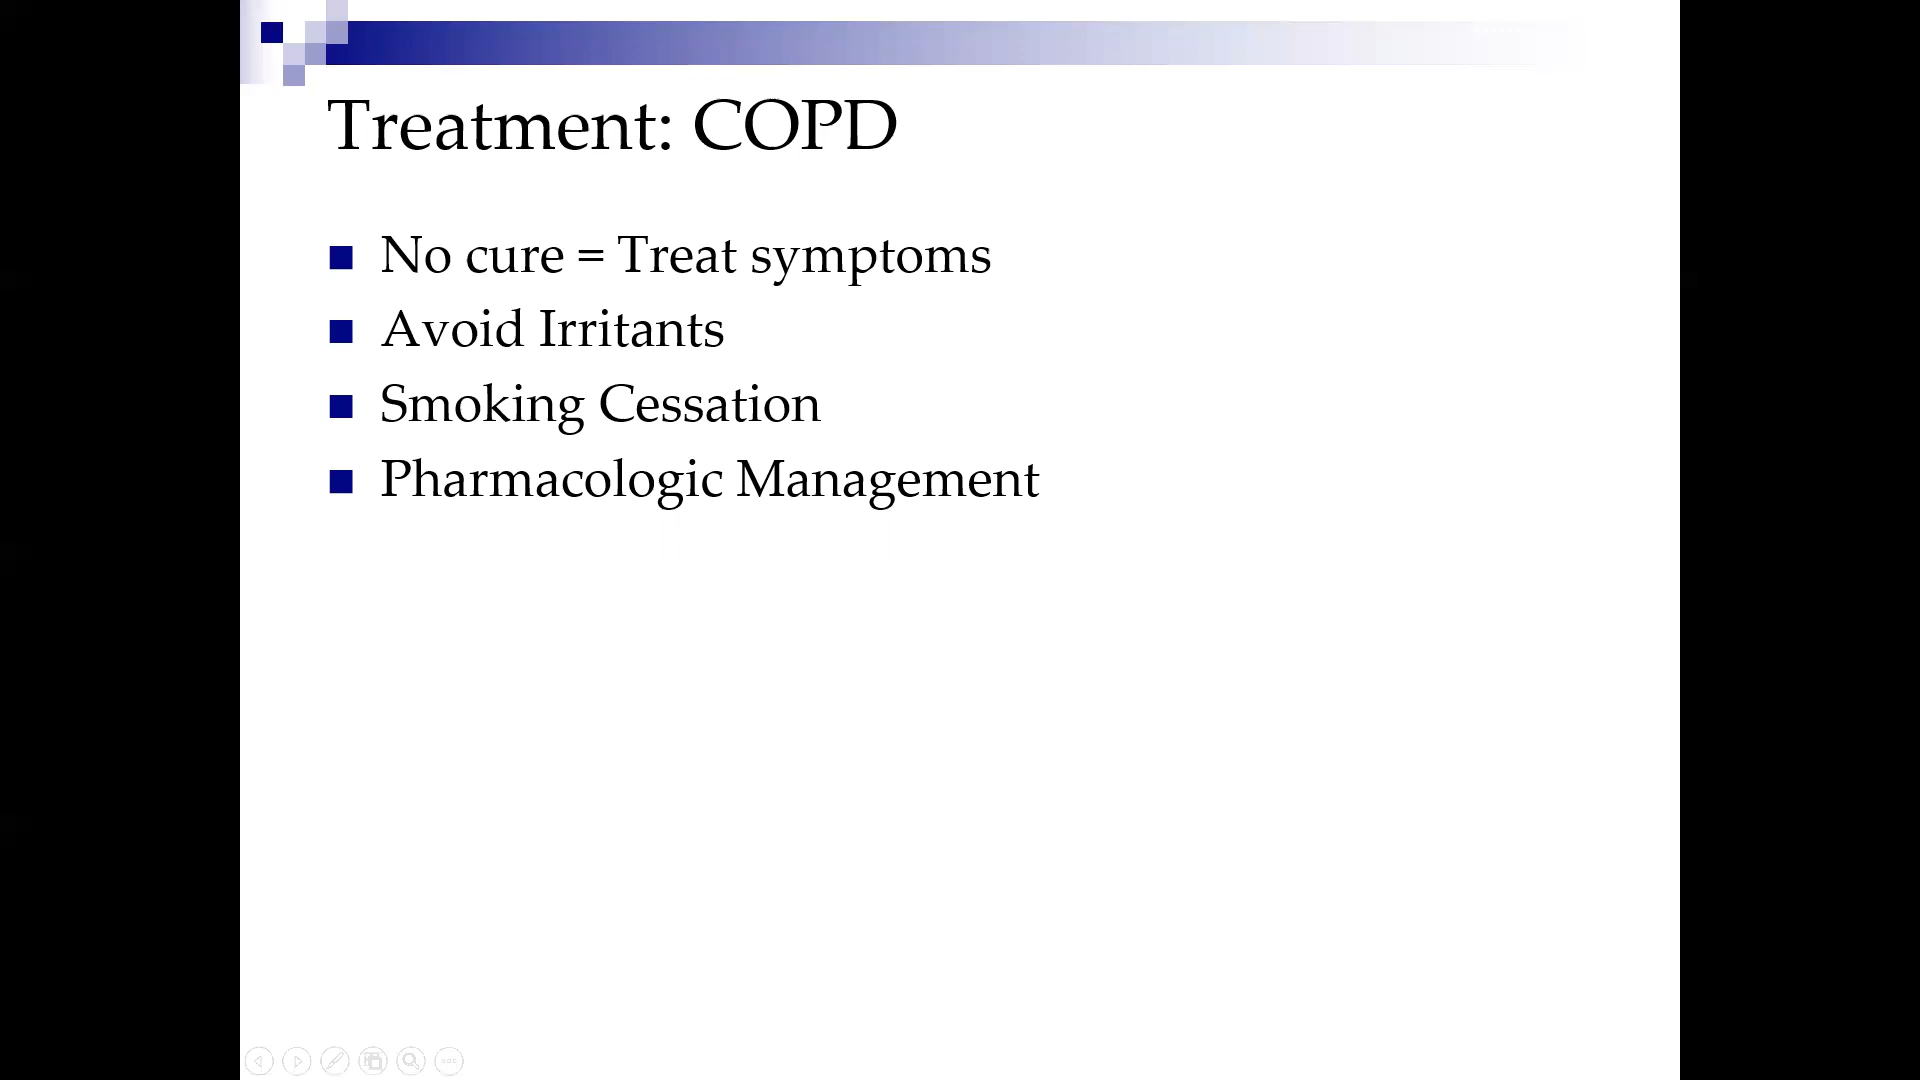 Treatment: COPD
No cure = Treat symptoms
Avoid Irritants
Smoking Cessation
Pharmacologic Management